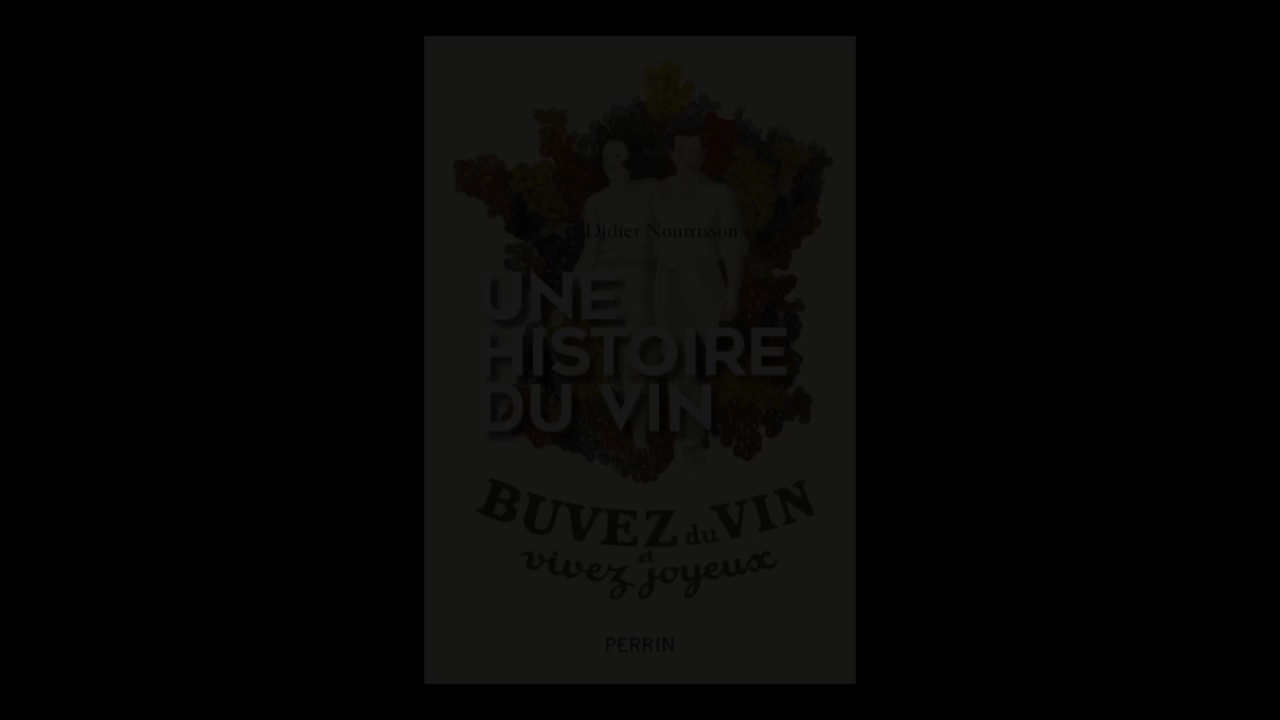 Didier Nourrisson
UNE
HISTOIRE
DU VIN
BUVEZ du VIN
et
vivez joyeux
PERRIN